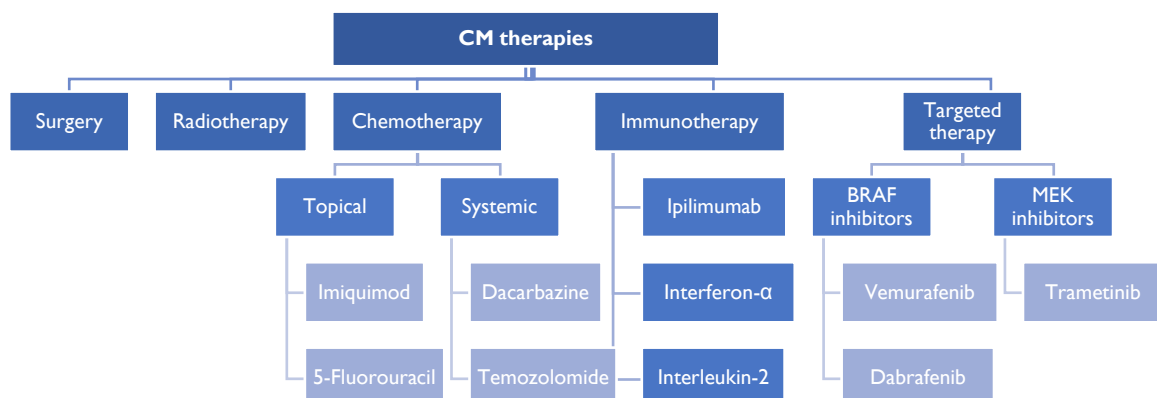 CM therapies
Surgery
Radiotherapy
Chemotherapy
Immunotherapy
Targeted
therapy
Topical
Systemic
Ipilimumab
BRAF
inhibitors
MEK
inhibitors
Imiquimod
Dacarbazine
Interferon-α
Vemurafenib
Trametinib
5-Fluorouracil
Temozolomide
Interleukin-2
Dabrafenib